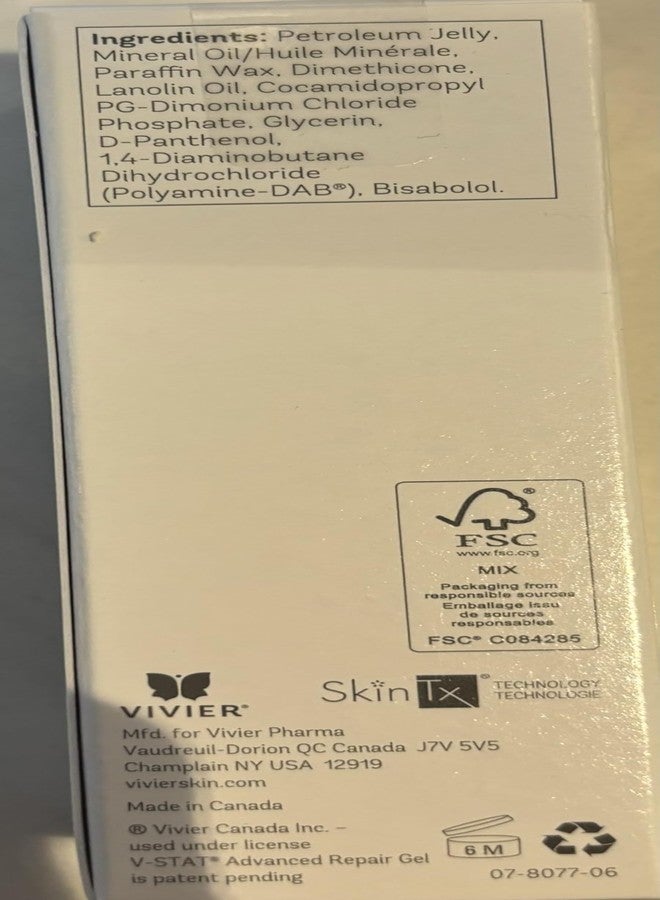 Ingredients: Petroleum Jelly,
Mineral Oil/Huile Minérale,
Paraffin Wax, Dimethicone,
Lanolin Oil, Cocamidopropyl
PG-Dimonium Chloride
Phosphate, Glycerin,
D-Panthenol,
1,4-Diaminobutane
Dihydrochloride
(Polyamine-DAB®), Bisabolol.
®
FSC
www.fsc.org
MIX
Packaging from
responsible sources
Emballage issu
de sources
responsables
FSC® C084285
VIVIER®
SkinTx® TECHNOLOGY
TECHNOLOGIE
Mfd. for Vivier Pharma
Vaudreuil-Dorion QC Canada J7V 5V5
Champlain NY USA 12919
vivierskin.com
Made in Canada
® Vivier Canada Inc. –
used under license
V-STAT® Advanced Repair Gel
is patent pending
6 M
07-8077-06